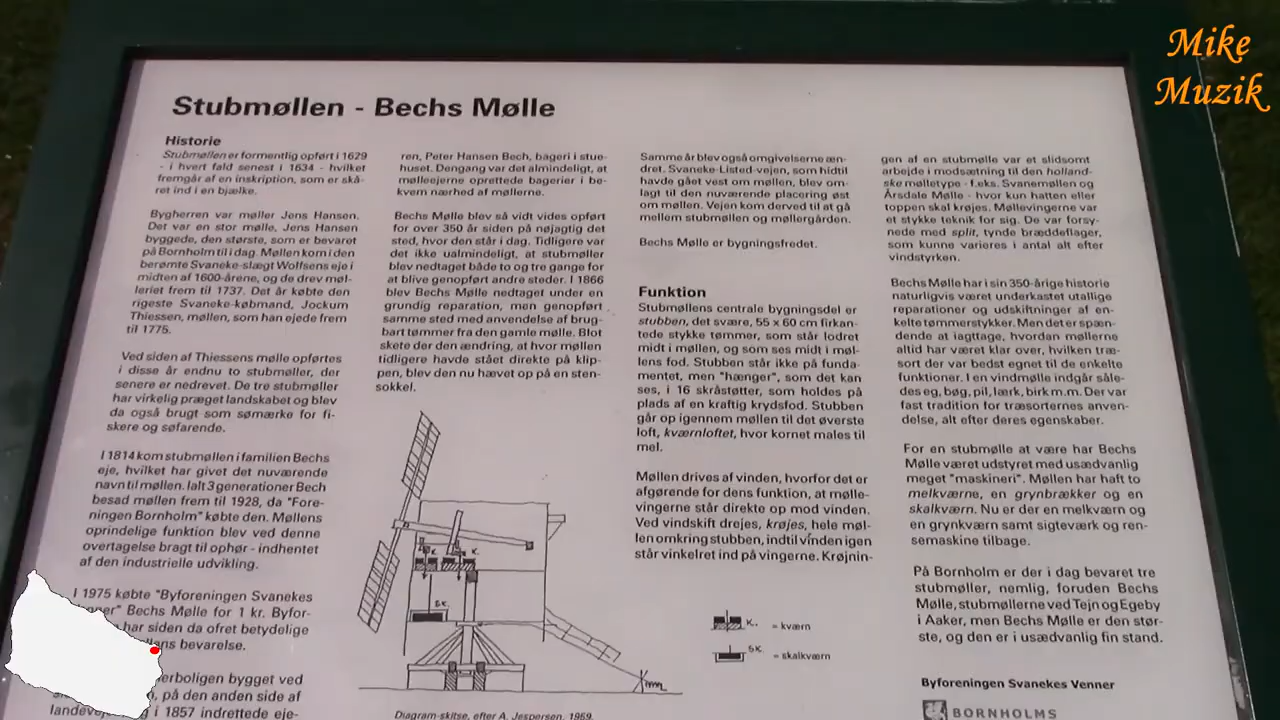 Mike
Muzik
Stubmøllen - Bechs Mølle
Historie
Stubmøllen er formentlig opført i 1629
- i hvert fald senest i 1634 - hvilket
fremgår af en inskription, som er skå-
ret ind i en bjælke.
Bygherren var møller Jens Hansen.
Det var en stor mølle, Jens Hansen
byggede, den største, som er bevaret
på Bornholm til i dag. Møllen kom i den
berømte Svaneke-slægt Wolfsens eje i
midten af 1600-årene, og de drev møl-
leriet frem til 1737. Det år købte den
rigeste Svaneke-købmand, Jockum
Thiessen, møllen, som han ejede frem
til 1775.
Ved siden af Thiessens mølle opførtes
i disse år endnu to stubmøller, der
senere er nedrevet. De tre stubmøller
har virkelig præget landskabet og blev
da også brugt som sømærke for fi-
skere og søfarende.
I 1814 kom stubmøllen i familien Bechs
eje, hvilket har givet det nuværende
navn til møllen. Ialt 3 generationer Bech
besad møllen frem til 1928, da "Fore-
ningen Bornholm" købte den. Møllens
oprindelige funktion blev ved denne
overtagelse bragt til ophør - indhentet
af den industrielle udvikling.
I 1975 købte "Byforeningen Svanekes
Bechs Mølle for 1 kr. Byfor-
har siden da ofret betydelige
bevarelse.
bygget ved
på den anden side af
i 1857 indrettede eje-
ren, Peter Hansen Bech, bageri i stue-
huset. Dengang var det almindeligt, at
mølleejerne oprettede bagerier i be-
kvem nærhed af møllerne.
Bechs Mølle blev så vidt vides opført
for over 350 år siden på nøjagtig det
sted, hvor den står i dag. Tidligere var
det ikke ualmindeligt, at stubmøller
blev nedtaget både to og tre gange for
at blive genopført andre steder. I 1866
blev Bechs Mølle nedtaget under en
grundig reparation, men genopført
samme sted med anvendelse af brug-
bart tømmer fra den gamle mølle. Blot
skete der den ændring, at hvor møllen
tidligere havde stået direkte på klip-
pen, blev den nu hævet op på en sten-
sokkel.
K.
K.
SK.
Diagram-skitse, efter A. Jespersen, 1959.
Samme år blev også omgivelserne æn-
dret. Svaneke-Listed-vejen, som hidtil
havde gået vest om møllen, blev om-
lagt til den nuværende placering øst
om møllen. Vejen kom derved til at gå
mellem stubmøllen og møllergården.
Bechs Mølle er bygningsfredet.
Funktion
Stubmøllens centrale bygningsdel er
stubben, det svære, 55 x 60 cm firkan-
tede stykke tømmer, som står lodret
midt i møllen, og som ses midt i møl-
lens fod. Stubben står ikke på funda-
mentet, men "hænger", som det kan
ses, i 16 skråstøtter, som holdes på
plads af en kraftig krydsfod. Stubben
går op igennem møllen til det øverste
loft, kværnloftet, hvor kornet males til
mel.
Møllen drives af vinden, hvorfor det er
afgørende for dens funktion, at mølle-
vingerne står direkte op mod vinden.
Ved vindskift drejes, krøjes, hele møl-
len omkring stubben, indtil vinden igen
står vinkelret ind på vingerne. Krøjnin-
K. = kværn
SK. = skalkværn
gen af en stubmølle var et slidsomt
arbejde i modsætning til den holland-
ske mølletype - f.eks. Svanemøllen og
Årsdale Mølle - hvor kun hatten eller
toppen skal krøjes. Møllevingerne var
et stykke teknik for sig. De var forsy-
nede med split, tynde bræddeflager,
som kunne varieres i antal alt efter
vindstyrken.
Bechs Mølle har i sin 350-årige historie
naturligvis været underkastet utallige
reparationer og udskiftninger af en-
kelte tømmerstykker. Men det er spæn-
dende at iagttage, hvordan møllerne
altid har været klar over, hvilken træ-
sort der var bedst egnet til de enkelte
funktioner. I en vindmølle indgår såle-
des eg, bøg, pil, lærk, birk m.m. Der var
fast tradition for træsorternes anven-
delse, alt efter deres egenskaber.
For en stubmølle at være har Bechs
Mølle været udstyret med usædvanlig
meget "maskineri". Møllen har haft to
melkværne, en grynbrækker og en
skalkværn. Nu er der en melkværn og
en grynkværn samt sigteværk og ren-
semaskine tilbage.
På Bornholm er der i dag bevaret tre
stubmøller, nemlig, foruden Bechs
Mølle, stubmøllerne ved Tejn og Egeby
i Aaker, men Bechs Mølle er den stør-
ste, og den er i usædvanlig fin stand.
Byforeningen Svanekes Venner
BORNHOLMS